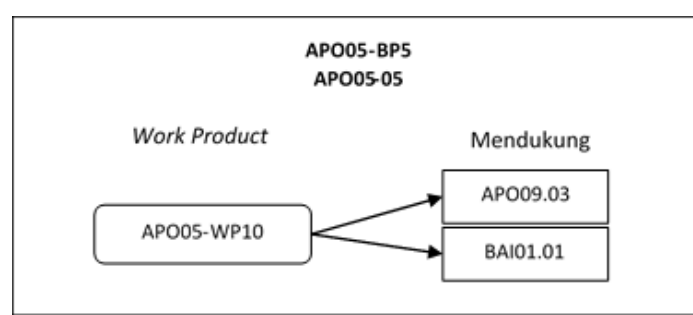 APO05-BP5
APO05-05
Work Product
Mendukung
APO09.03
APO05-WP10
BAI01.01